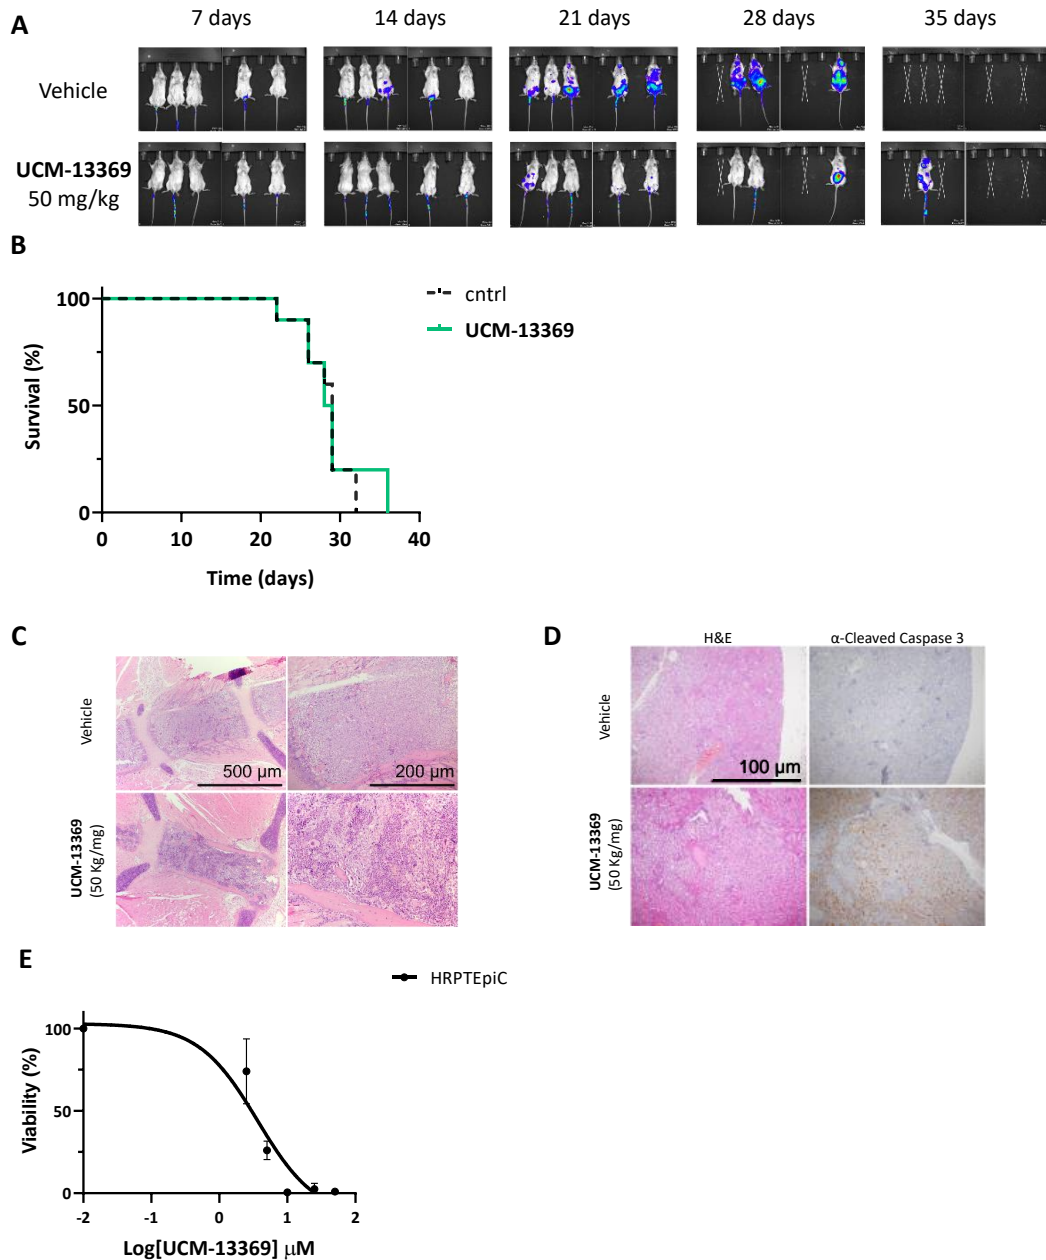 A
7 days
14 days
21 days
28 days
35 days
Vehicle
UCM-13369
50 mg/kg
B
100
50
0
Survival (%)
0
10
20
30
40
Time (days)
cntrl
UCM-13369
C
Vehicle
500 µm
200 µm
UCM-13369
(50 Kg/mg)
D
H&E
α-Cleaved Caspase 3
Vehicle
100 µm
UCM-13369
(50 Kg/mg)
E
HRPTEpiC
100
50
0
Viability (%)
-2
-1
0
1
2
Log[UCM-13369] µM